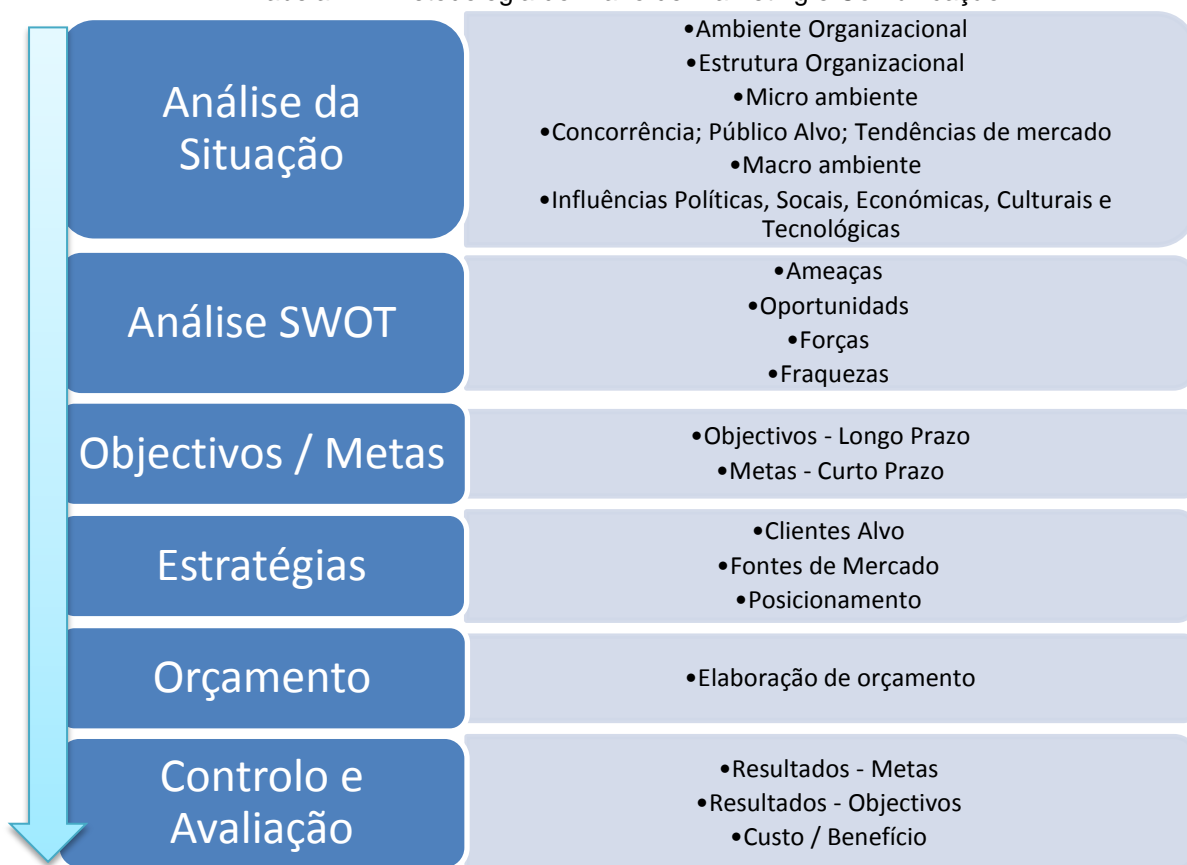 Análise da
Situação
•Ambiente Organizacional
•Estrutura Organizacional
•Micro ambiente
•Concorrência; Público Alvo; Tendências de mercado
•Macro ambiente
•Influências Políticas, Socais, Económicas, Culturais e
Tecnológicas
Análise SWOT
•Ameaças
•Oportunidads
•Forças
•Fraquezas
Objectivos / Metas
•Objectivos - Longo Prazo
•Metas - Curto Prazo
Estratégias
•Clientes Alvo
•Fontes de Mercado
•Posicionamento
Orçamento
•Elaboração de orçamento
Controlo e
Avaliação
•Resultados - Metas
•Resultados - Objectivos
•Custo / Benefício